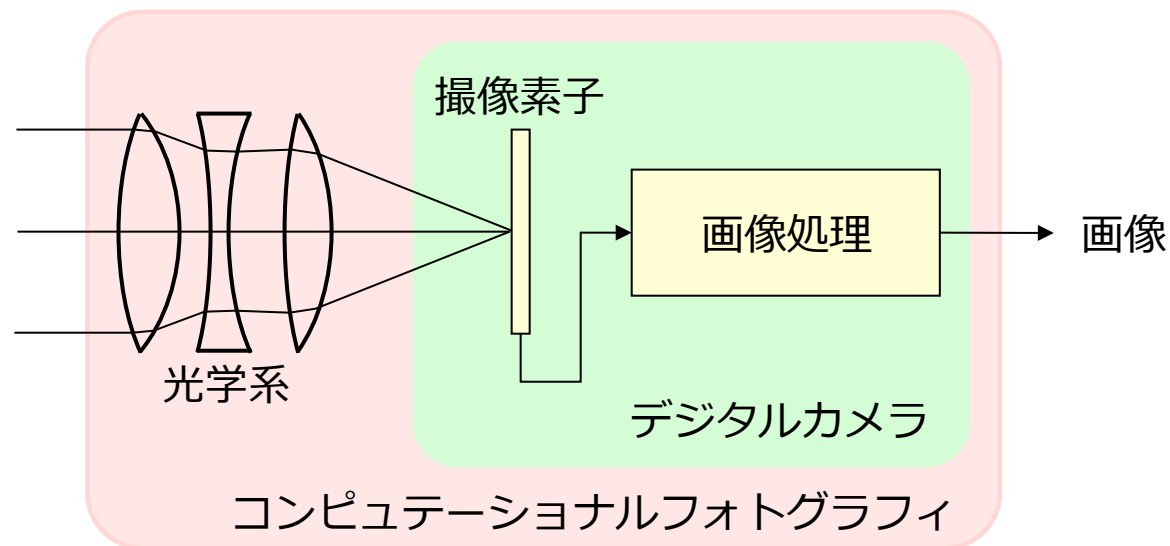 撮像素子
画像処理
画像
光学系
デジタルカメラ
コンピュテーショナルフォトグラフィ